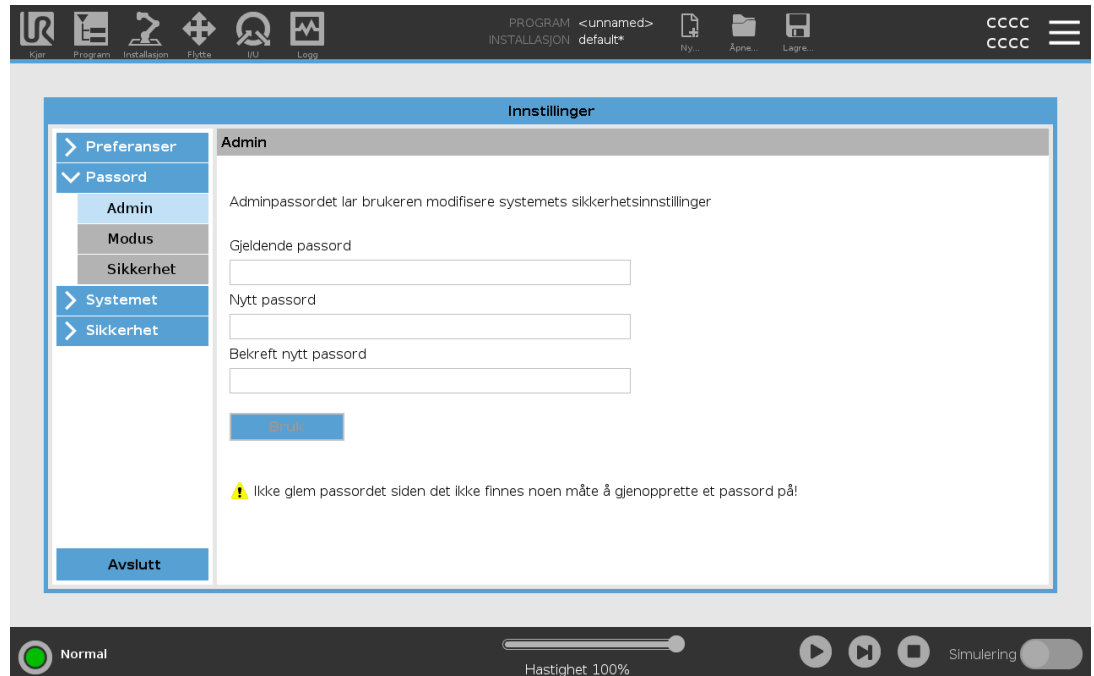 PROGRAM <unnamed>
INSTALLASJON default*
Kjør Program Installasjon Flytte I/U Logg Ny... Åpne... Lagre...
CCCC
CCCC
Innstillinger
Preferanser
Passord
Admin
Modus
Sikkerhet
Systemet
Sikkerhet
Avslutt
Admin
Adminpassordet lar brukeren modifisere systemets sikkerhetsinnstillinger
Gjeldende passord
Nytt passord
Bekreft nytt passord
Bruk
Ikke glem passordet siden det ikke finnes noen måte å gjenopprette et passord på!
Normal
Hastighet 100%
Simulering